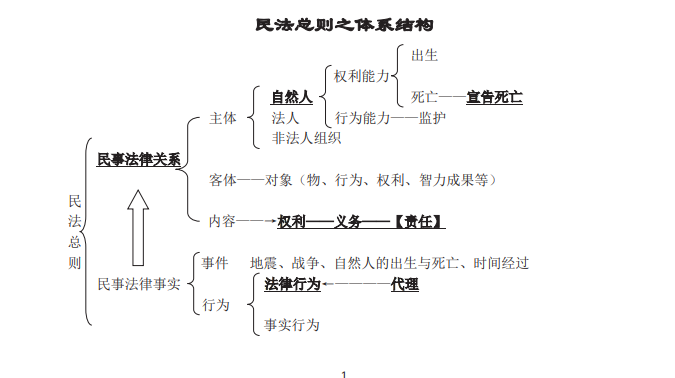 民法总则之体系结构
出生
权利能力
死亡——宣告死亡
自然人
主体
法人
行为能力——监护
非法人组织
民事法律关系
客体——对象（物、行为、权利、智力成果等）
民法总则
内容——→权利——义务——【责任】
事件 地震、战争、自然人的出生与死亡、时间经过
民事法律事实
法律行为←————代理
行为
事实行为
1